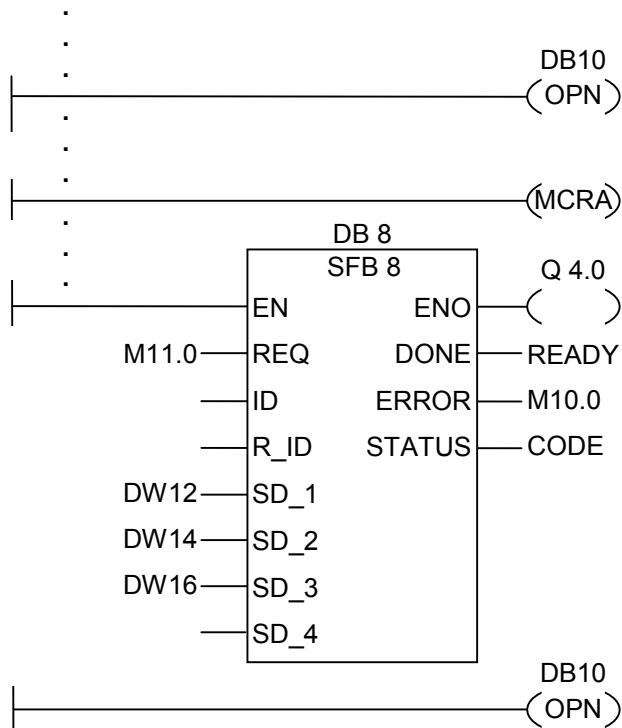 DB10
(OPN)
(MCRA)
DB 8
SFB 8
Q 4.0
EN ENO
M11.0 REQ DONE READY
ID ERROR M10.0
R_ID STATUS CODE
DW12 SD_1
DW14 SD_2
DW16 SD_3
SD_4
DB10
(OPN)